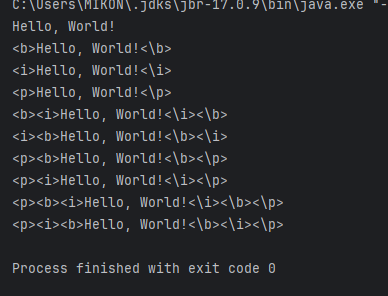 C:\Users\MIKON\.jdks\jbr-17.0.9\bin\java.exe "-
Hello, World!
<b>Hello, World!<\b>
<i>Hello, World!<\i>
<p>Hello, World!<\p>
<b><i>Hello, World!<\i><\b>
<i><b>Hello, World!<\b><\i>
<p><b>Hello, World!<\b><\p>
<p><i>Hello, World!<\i><\p>
<p><b><i>Hello, World!<\i><\b><\p>
<p><i><b>Hello, World!<\b><\i><\p>
Process finished with exit code 0